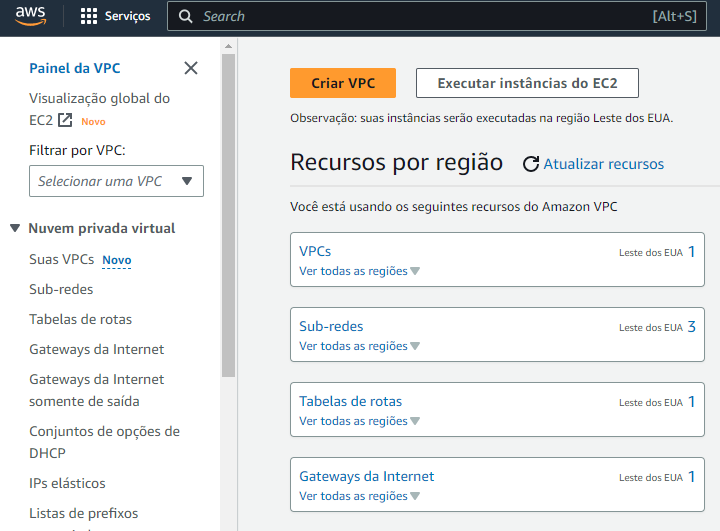 aws
Serviços
Search
[Alt+S]
Painel da VPC
Visualização global do
EC2 Novo
Filtrar por VPC:
Selecionar uma VPC
Nuvem privada virtual
Suas VPCs Novo
Sub-redes
Tabelas de rotas
Gateways da Internet
Gateways da Internet
somente de saída
Conjuntos de opções de
DHCP
IPs elásticos
Listas de prefixos
Criar VPC
Executar instâncias do EC2
Observação: suas instâncias serão executadas na região Leste dos EUA.
Recursos por região
Atualizar recursos
Você está usando os seguintes recursos do Amazon VPC
VPCs
Leste dos EUA 1
Ver todas as regiões
Sub-redes
Leste dos EUA 3
Ver todas as regiões
Tabelas de rotas
Leste dos EUA 1
Ver todas as regiões
Gateways da Internet
Leste dos EUA 1
Ver todas as regiões